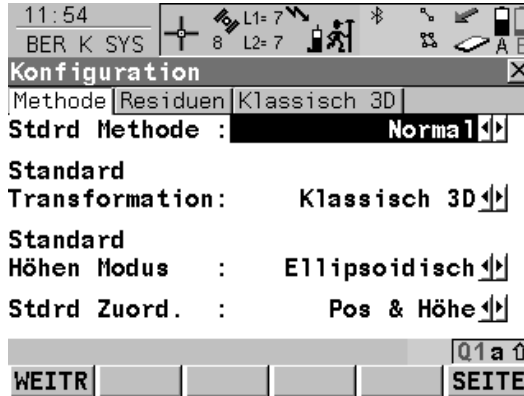 11:54
L1= 7
BER K SYS
8 L2= 7
A B
Konfiguration
Methode Residuen Klassisch 3D
Stdrd Methode : Normal
Standard
Transformation: Klassisch 3D
Standard
Höhen Modus : Ellipsoidisch
Stdrd Zuord. : Pos & Höhe
Q1 a
WEITR SEITE